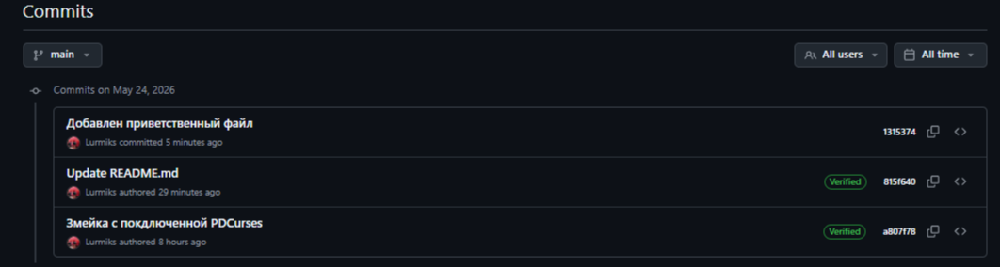 Commits
main
All users
All time
Commits on May 24, 2026
Добавлен приветственный файл
1315374
Lurmiks committed 5 minutes ago
Update README.md
Verified
815f640
Lurmiks authored 29 minutes ago
Змейка с покдлюченной PDCurses
Verified
a807f78
Lurmiks authored 8 hours ago